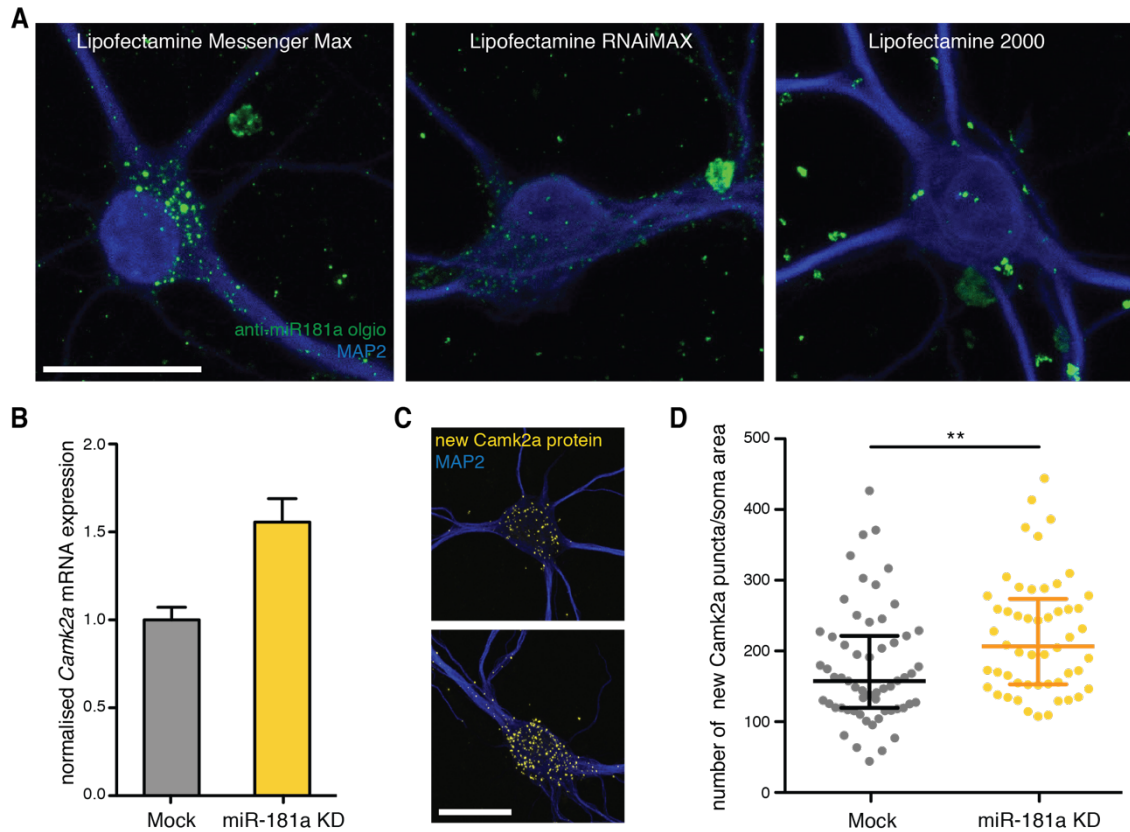 A
Lipofectamine Messenger Max
Lipofectamine RNAiMAX
Lipofectamine 2000
anti-miR181a olgio
MAP2
B
normalised Camk2a mRNA expression
2.0
1.5
1.0
0.5
0.0
Mock
miR-181a KD
C
new Camk2a protein
MAP2
D
number of new Camk2a puncta/soma area
500
400
300
200
100
0
**
Mock
miR-181a KD